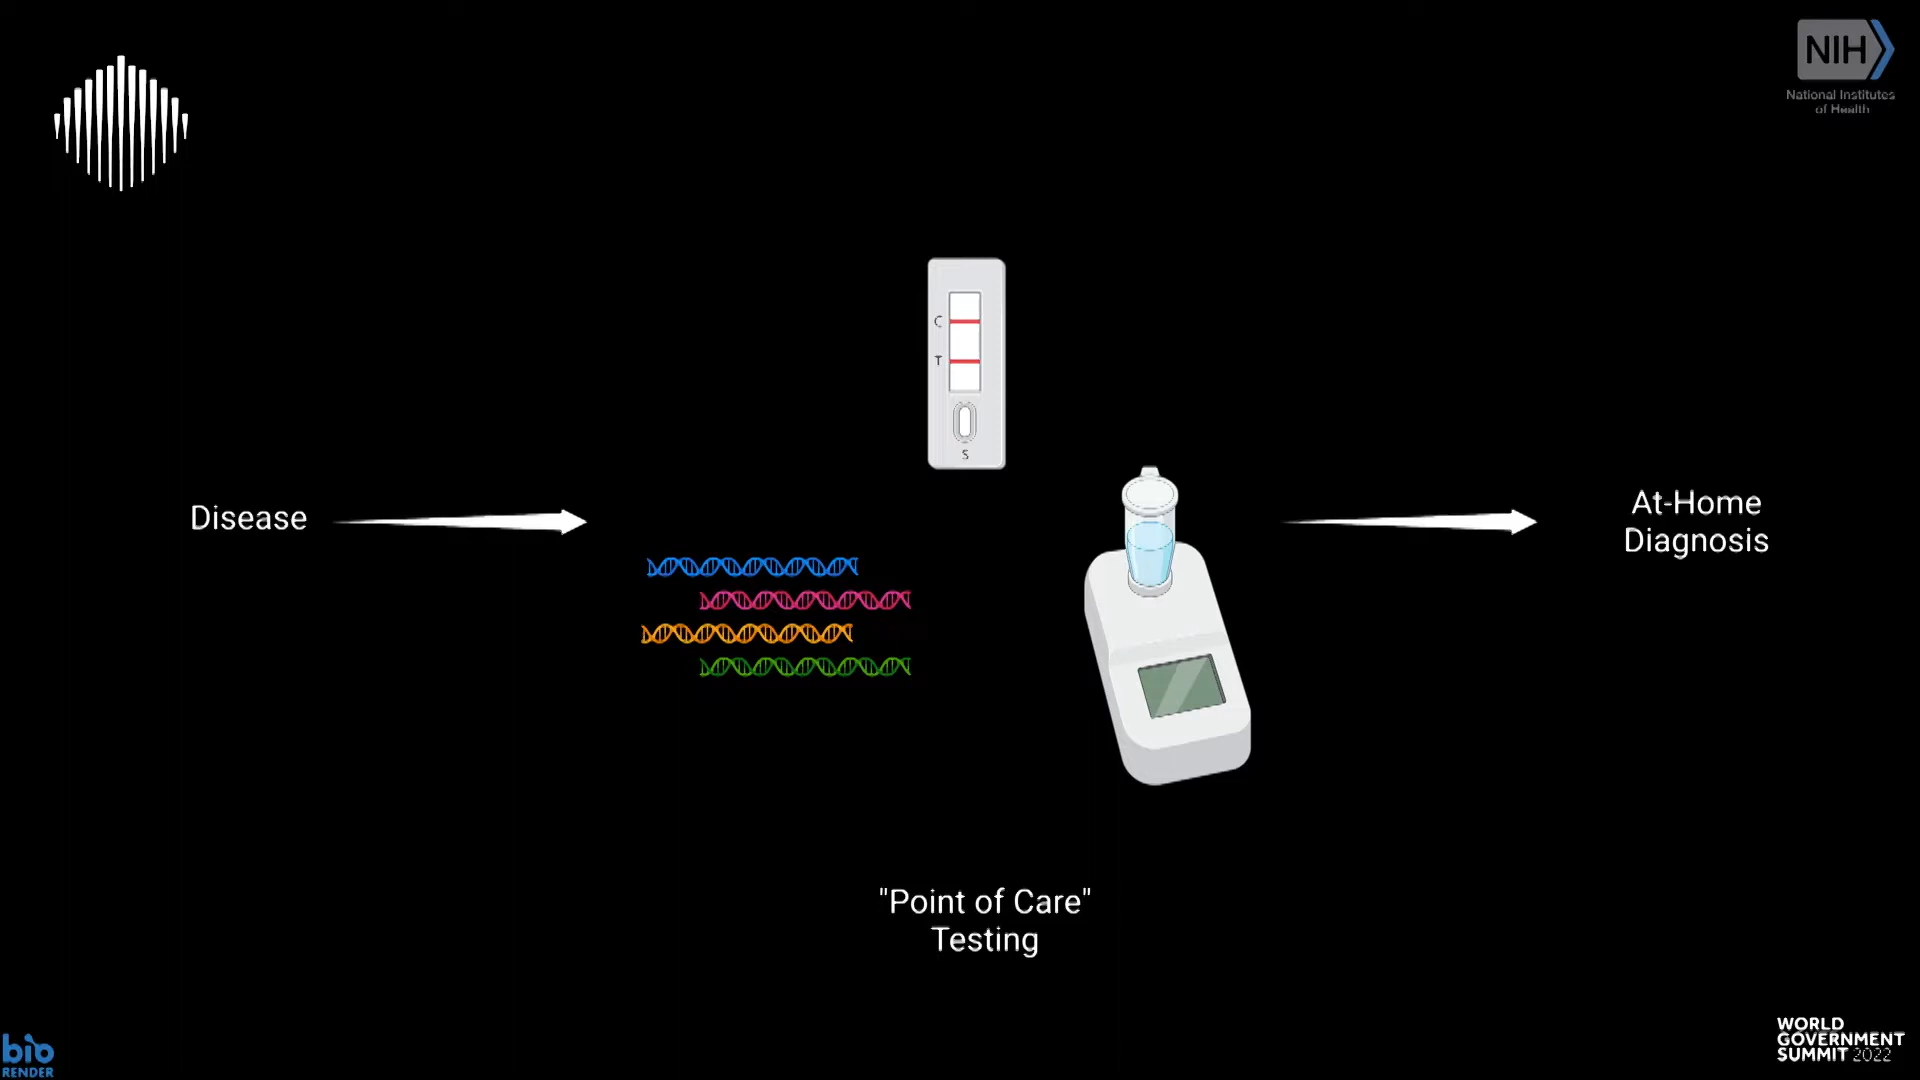 NIH
National Institutes
of Health
C
T
S
Disease
At-Home
Diagnosis
"Point of Care"
Testing
bio
RENDER
WORLD
GOVERNMENT
SUMMIT 2022